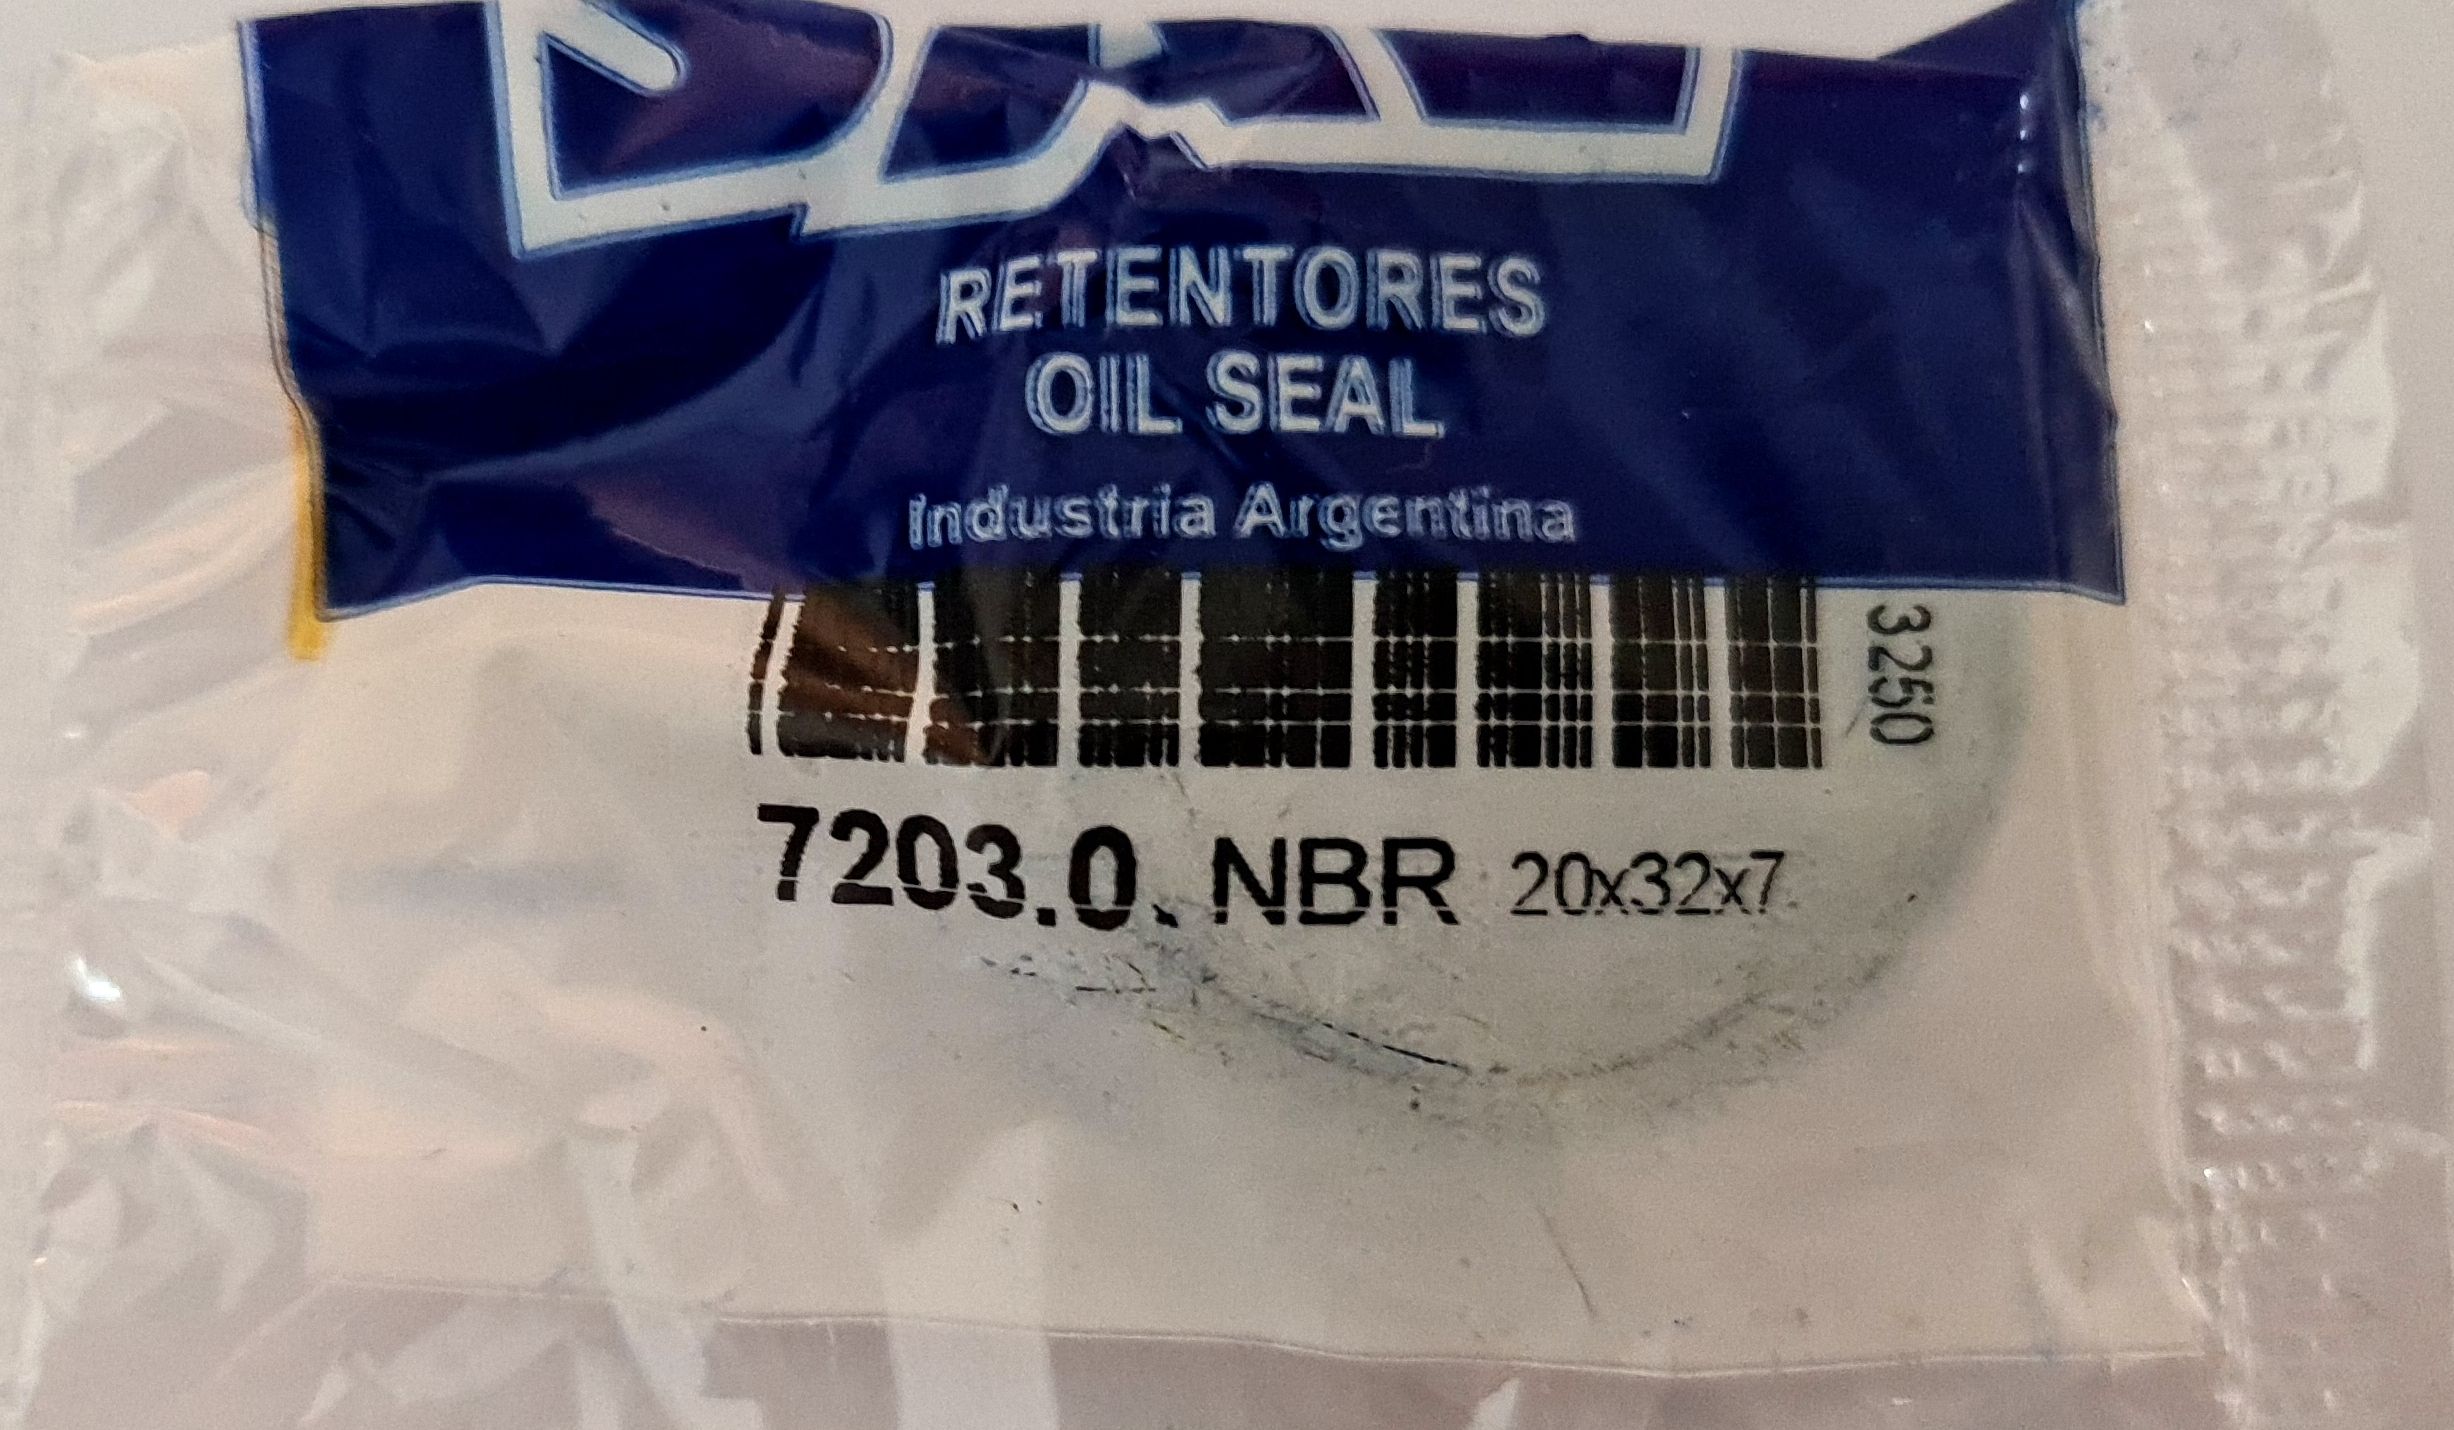 RETENTORES
OIL SEAL
Industria Argentina
3250
7203.0. NBR 20x32x7